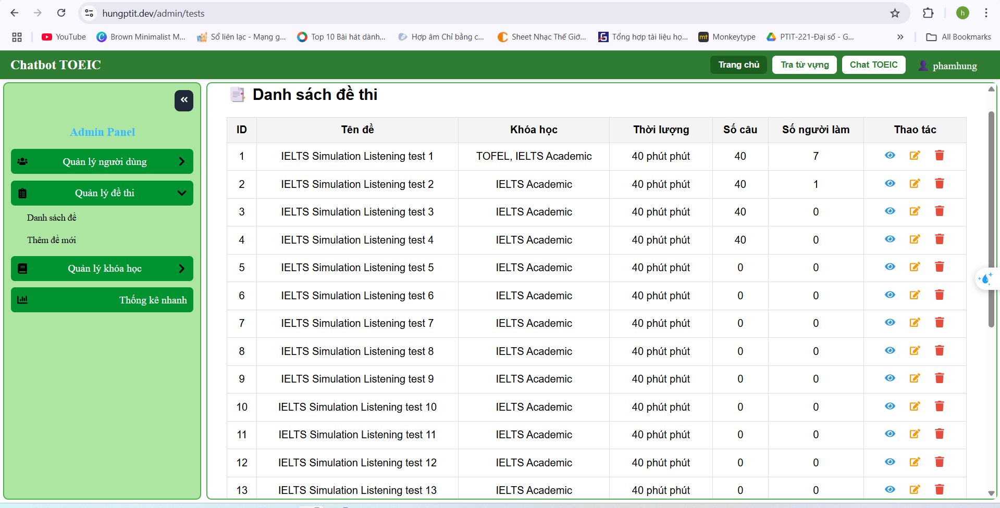 hungptit.dev/admin/tests
h
YouTube
Brown Minimalist M...
Sổ liên lạc - Mạng g...
Top 10 Bài hát dành...
Hợp âm Chỉ bằng c...
Sheet Nhạc Thế Giớ...
Tổng hợp tài liệu họ...
mt Monkeytype
PTIT-221-Đại số - G...
All Bookmarks
Chatbot TOEIC
Trang chủ
Tra từ vựng
Chat TOEIC
phamhung
Admin Panel
Quản lý người dùng
Quản lý đề thi
Danh sách đề
Thêm đề mới
Quản lý khóa học
Thống kê nhanh
Danh sách đề thi
ID Tên đề Khóa học Thời lượng Số câu Số người làm Thao tác
1 IELTS Simulation Listening test 1 TOFEL, IELTS Academic 40 phút phút 40 7
2 IELTS Simulation Listening test 2 IELTS Academic 40 phút phút 40 1
3 IELTS Simulation Listening test 3 IELTS Academic 40 phút phút 40 0
4 IELTS Simulation Listening test 4 IELTS Academic 40 phút phút 40 0
5 IELTS Simulation Listening test 5 IELTS Academic 40 phút phút 0 0
6 IELTS Simulation Listening test 6 IELTS Academic 40 phút phút 0 0
7 IELTS Simulation Listening test 7 IELTS Academic 40 phút phút 0 0
8 IELTS Simulation Listening test 8 IELTS Academic 40 phút phút 0 0
9 IELTS Simulation Listening test 9 IELTS Academic 40 phút phút 0 0
10 IELTS Simulation Listening test 10 IELTS Academic 40 phút phút 0 0
11 IELTS Simulation Listening test 11 IELTS Academic 40 phút phút 0 0
12 IELTS Simulation Listening test 12 IELTS Academic 40 phút phút 0 0
13 IELTS Simulation Listening test 13 IELTS Academic 40 phút phút 0 0